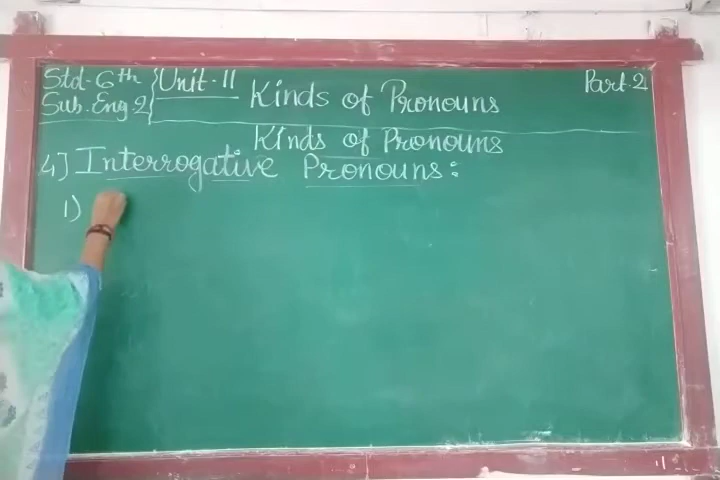 Std-6th { Unit-11 Kinds of Pronouns Part-2
Sub.Eng.2
Kinds of Pronouns
4] Interrogative Pronouns:
1)